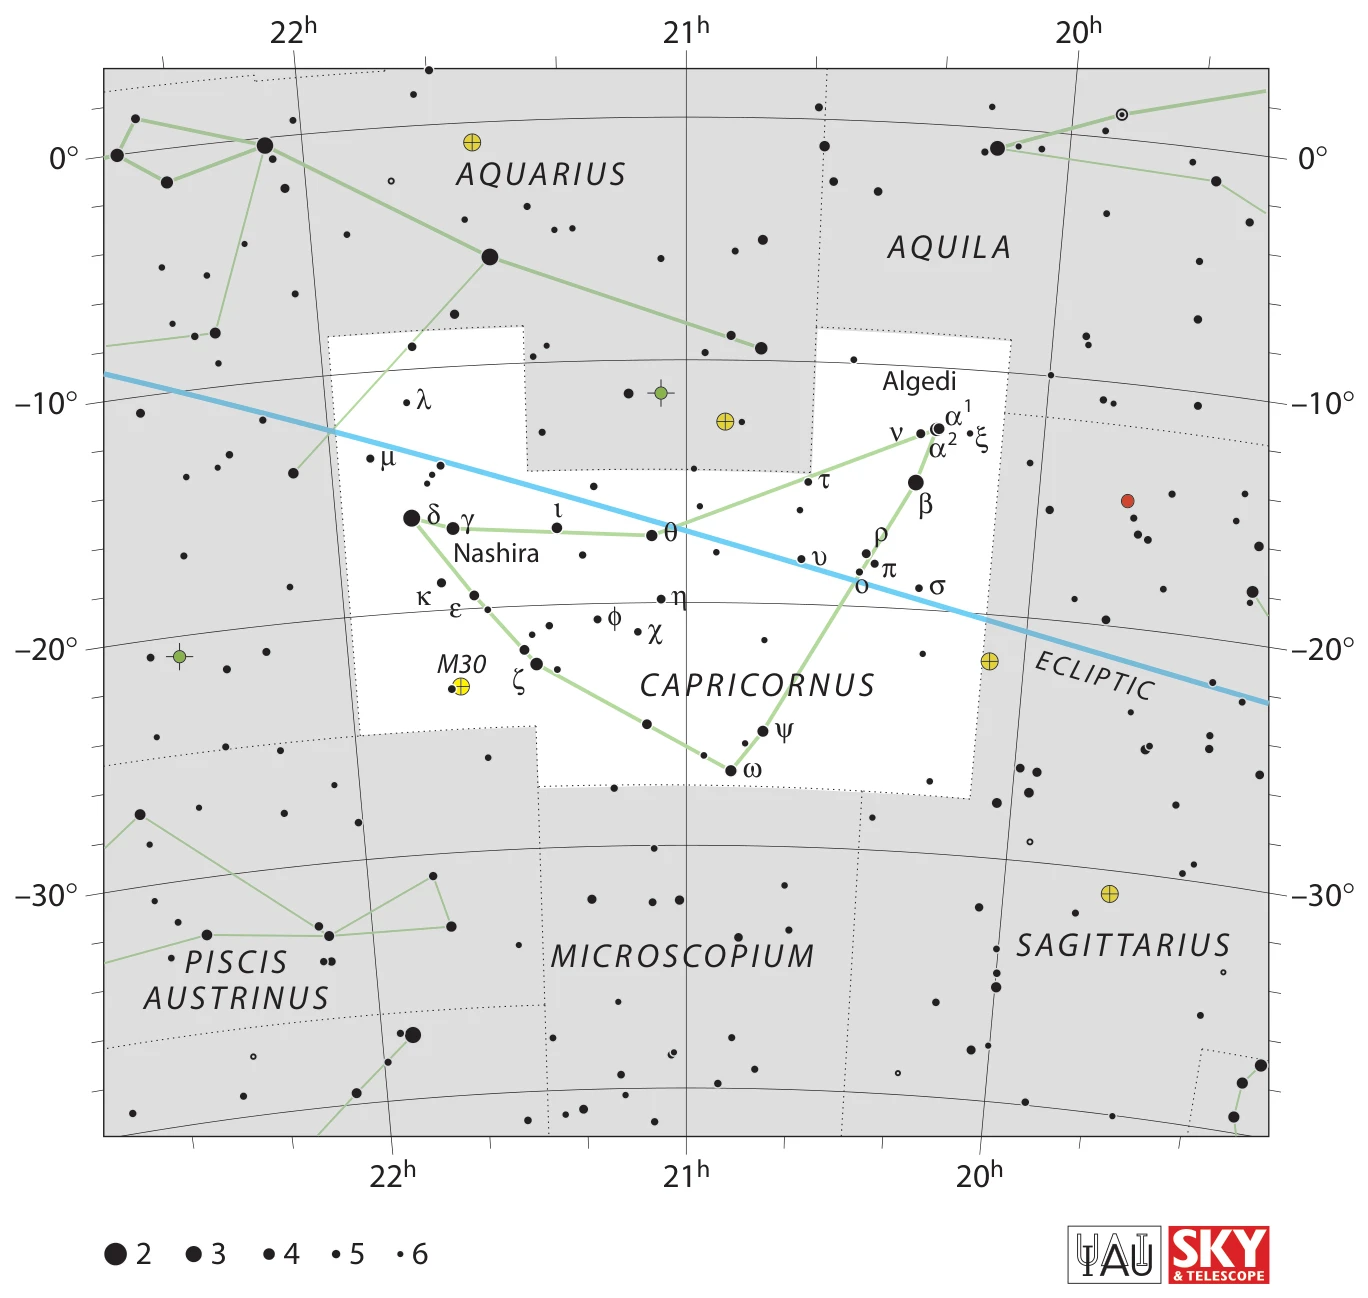 22h 21h 20h
0° 0°
AQUARIUS
AQUILA
Algedi
–10° –10°
λ
α1
ν ξ
α2
μ
τ
β
δ γ ι θ
ρ
Nashira
υ π
ο σ
κ ε η
φ χ
–20° –20°
M30
ζ
ECLIPTIC
CAPRICORNUS
ψ
ω
–30° –30°
SAGITTARIUS
MICROSCOPIUM
PISCIS
AUSTRINUS
22h 21h 20h
2 3 4 5 6
IAU
SKY
& TELESCOPE